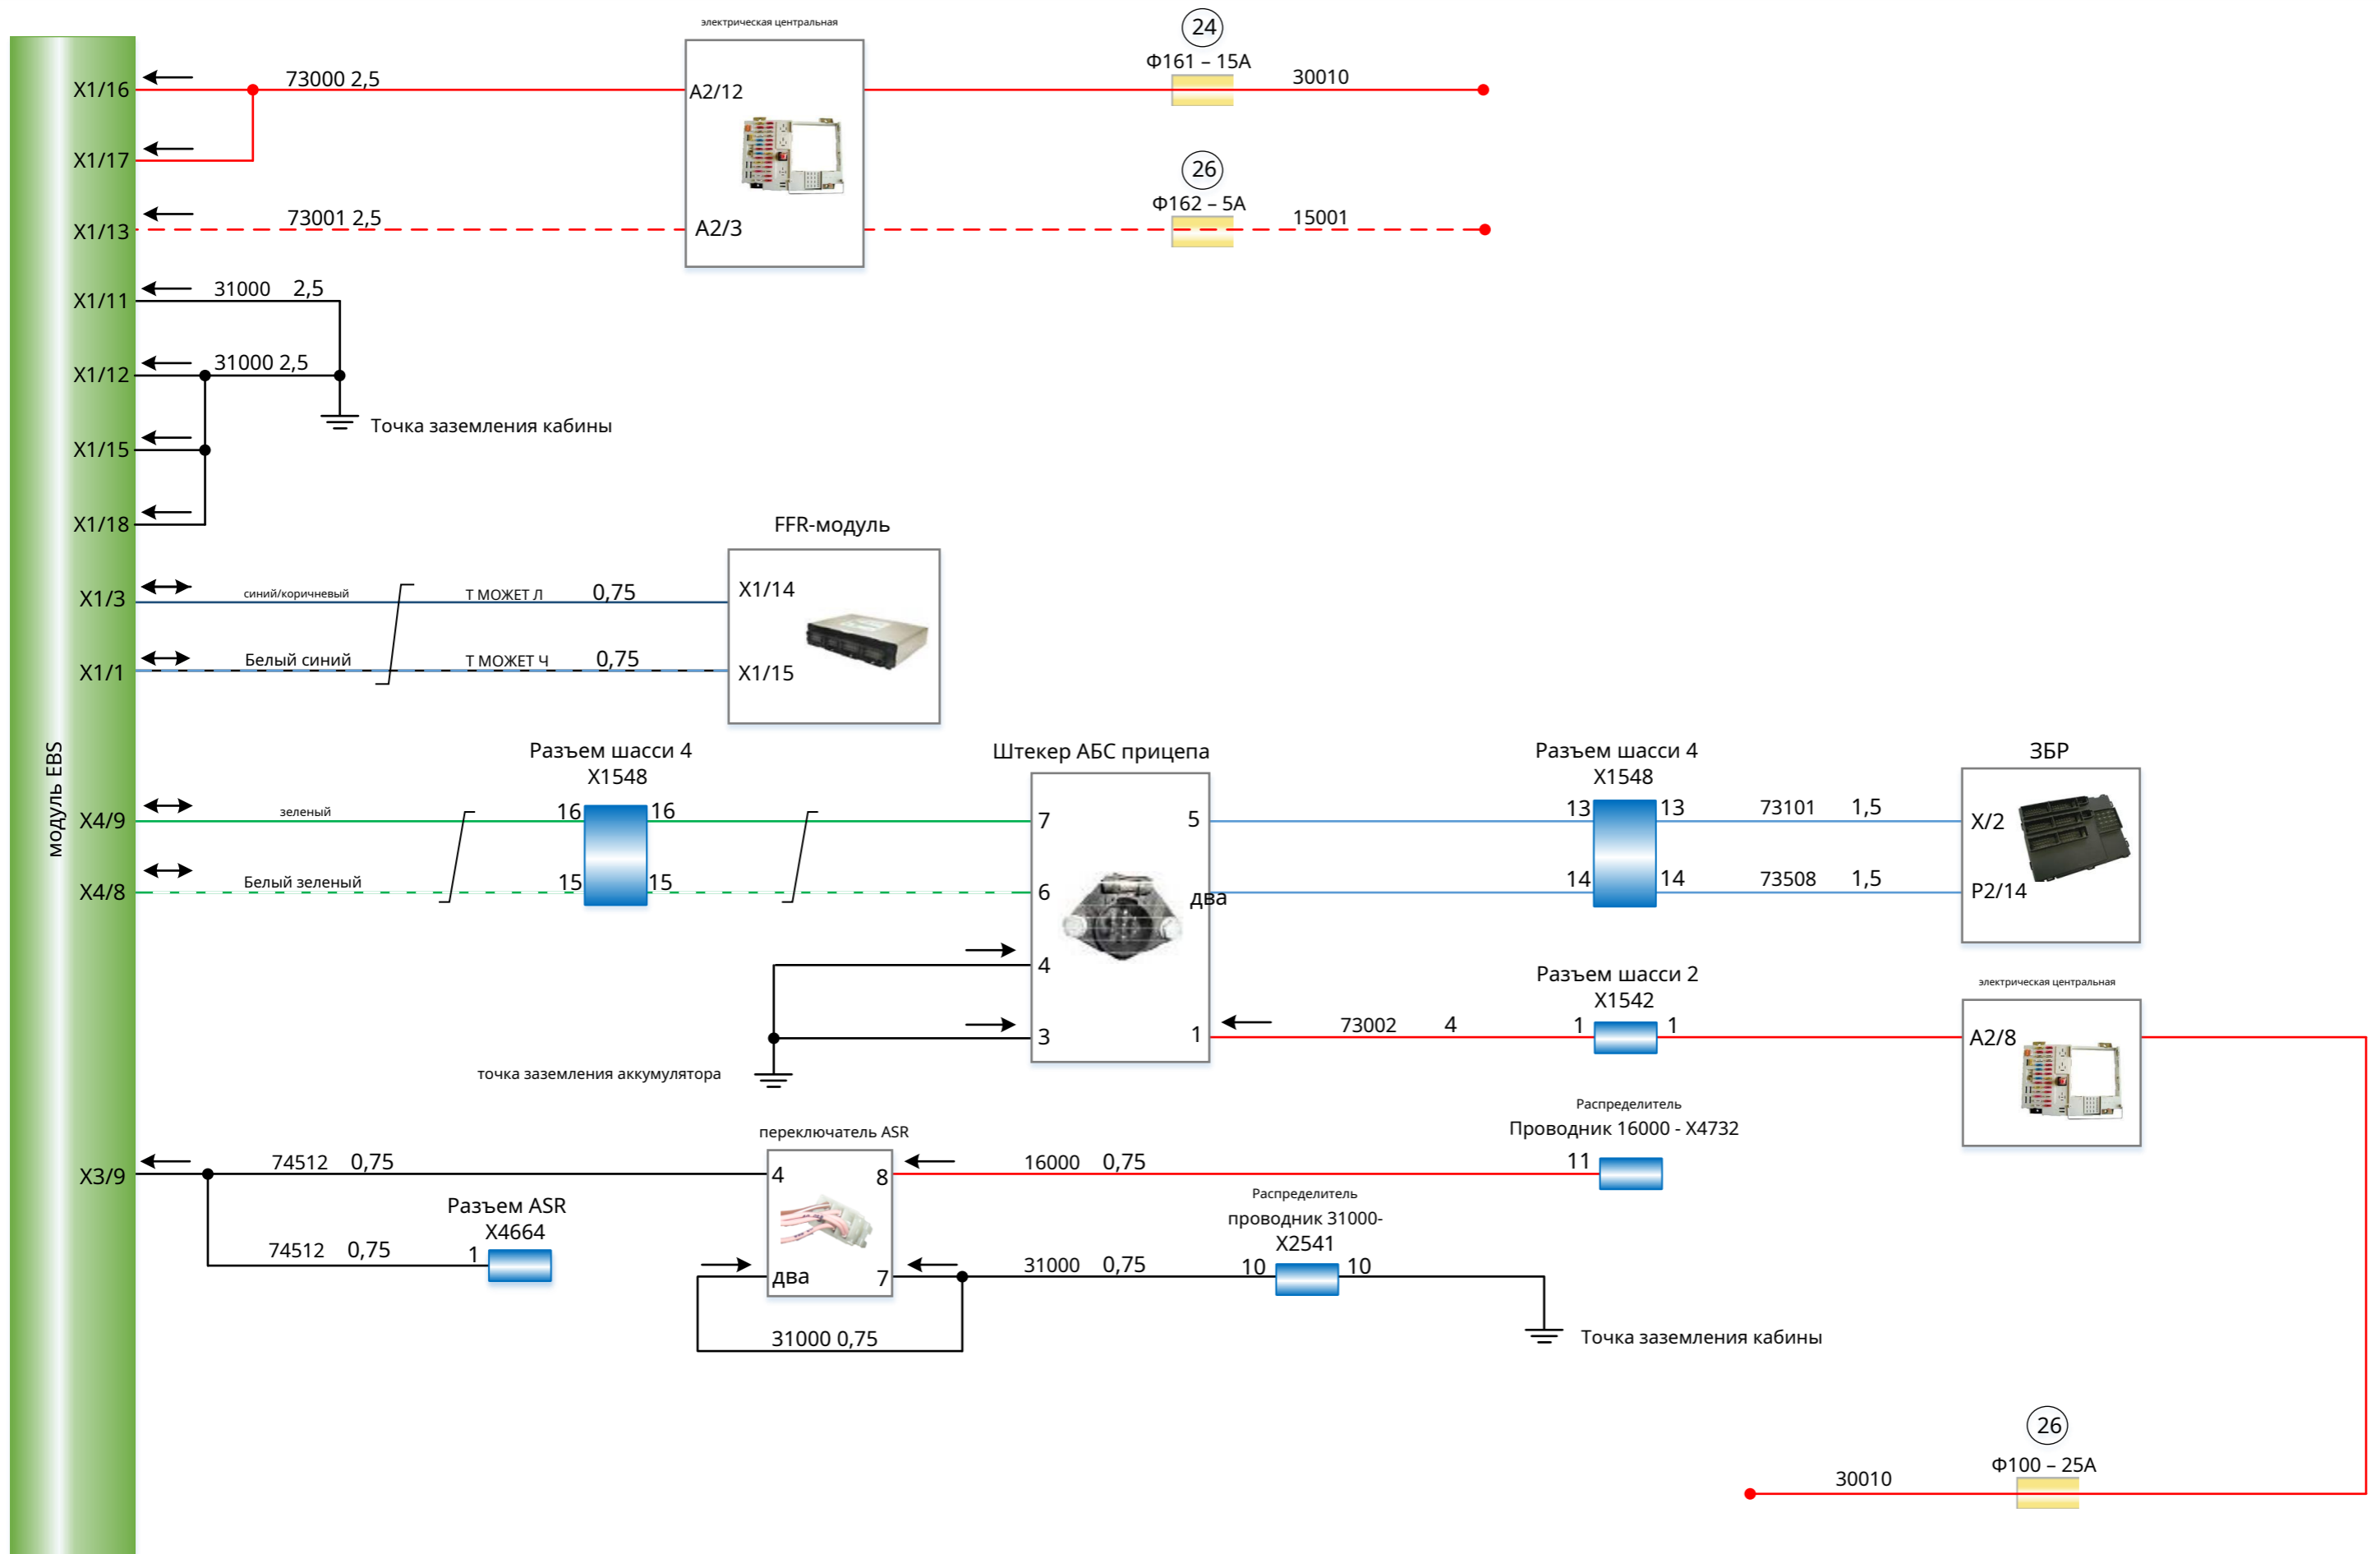 электрическая центральная
24
Ф161 – 15А
X1/16
73000 2,5
A2/12
30010
X1/17
26
Ф162 – 5А
X1/13
73001 2,5
A2/3
15001
X1/11
31000 2,5
X1/12
31000 2,5
Точка заземления кабины
X1/15
X1/18
FFR-модуль
X1/3
синий/коричневый
Т МОЖЕТ Л
0,75
X1/14
X1/1
Белый синий
Т МОЖЕТ Ч
0,75
X1/15
модуль EBS
Разъем шасси 4
X1548
Штекер АБС прицепа
Разъем шасси 4
X1548
ЗБР
X4/9
зеленый
16
16
7
5
13
13
73101
1,5
X/2
X4/8
Белый зеленый
15
15
6
два
14
14
73508
1,5
P2/14
4
Разъем шасси 2
X1542
электрическая центральная
3
1
73002
4
1
1
A2/8
точка заземления аккумулятора
Распределитель
Проводник 16000 - X4732
переключатель ASR
X3/9
74512
0,75
4
8
16000
0,75
11
Разъем ASR
X4664
Распределитель
проводник 31000-
X2541
74512
0,75
1
два
7
31000
0,75
10
10
31000 0,75
Точка заземления кабины
26
Ф100 – 25А
30010